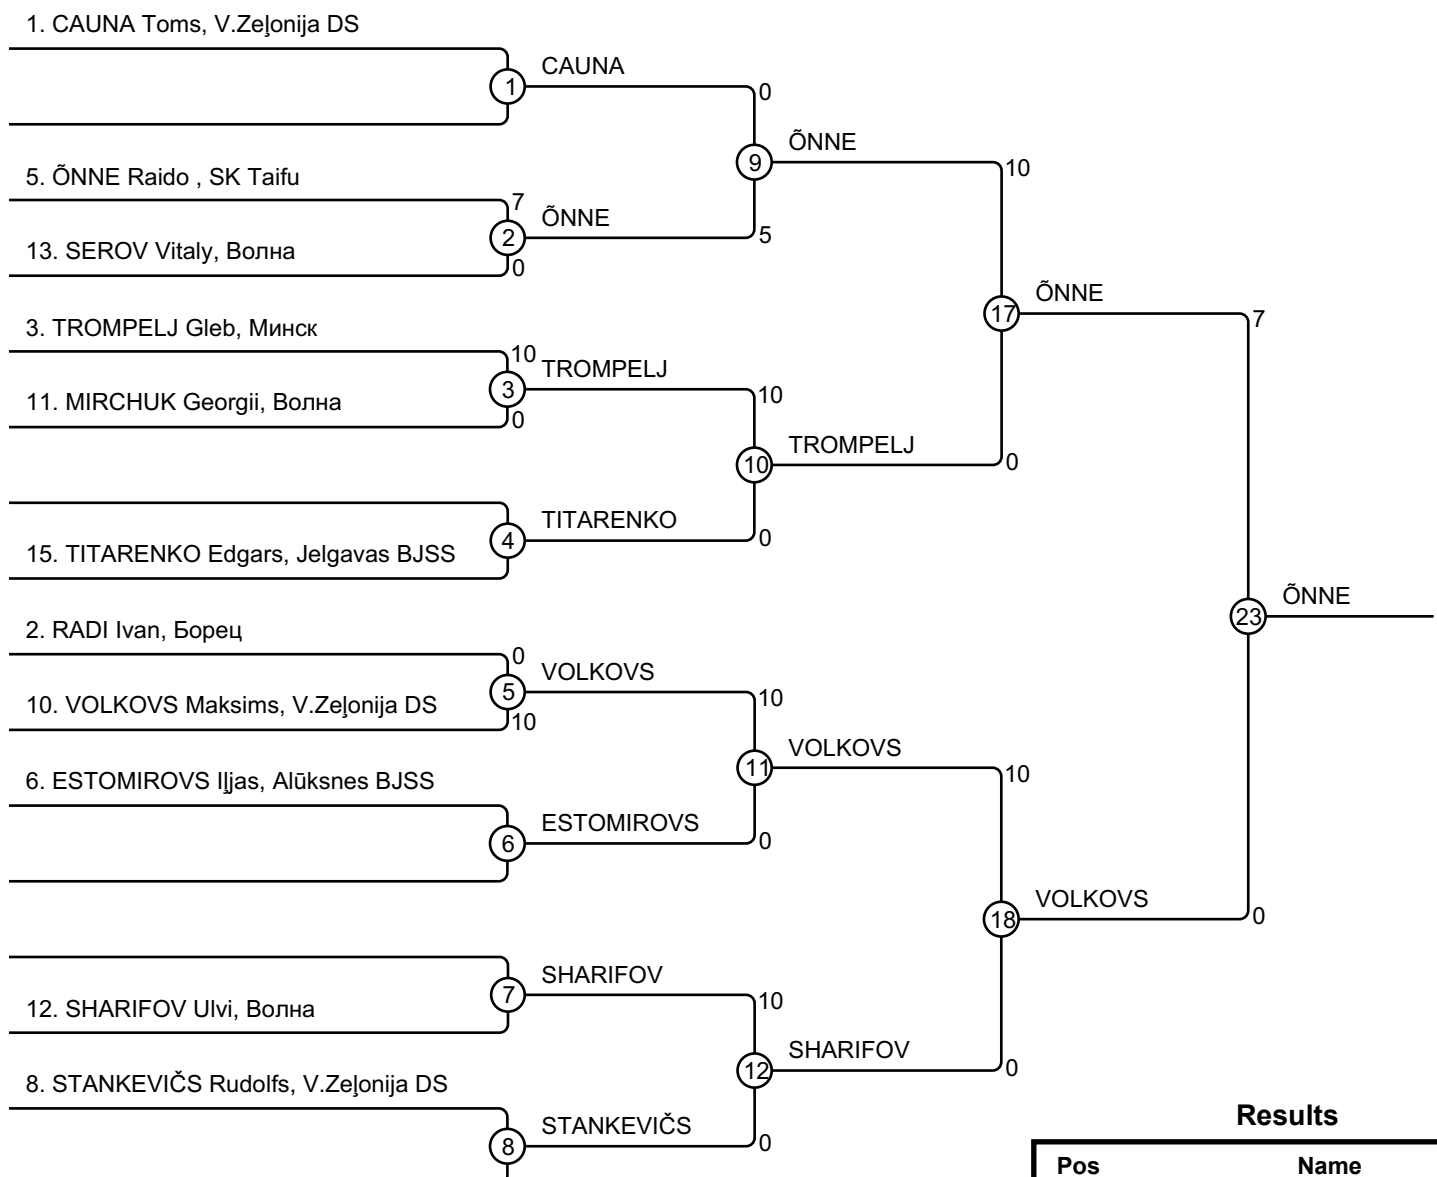 1. CAUNA Toms, V.Zeļonija DS
CAUNA
1
0
ÕNNE
9
10
5. ÕNNE Raido , SK Taifu
7
ÕNNE
2
5
13. SEROV Vitaly, Волна
0
ÕNNE
17
7
3. TROMPELJ Gleb, Минск
10
TROMPELJ
3
10
11. MIRCHUK Georgii, Волна
0
TROMPELJ
10
0
TITARENKO
4
0
15. TITARENKO Edgars, Jelgavas BJSS
ÕNNE
23
2. RADI Ivan, Борец
0
VOLKOVS
5
10
10. VOLKOVS Maksims, V.Zeļonija DS
10
VOLKOVS
11
10
6. ESTOMIROVS Iļjas, Alūksnes BJSS
ESTOMIROVS
6
0
VOLKOVS
18
0
SHARIFOV
7
10
12. SHARIFOV Ulvi, Волна
SHARIFOV
12
0
8. STANKEVIČS Rudolfs, V.Zeļonija DS
STANKEVIČS
8
0
Results
Pos Name